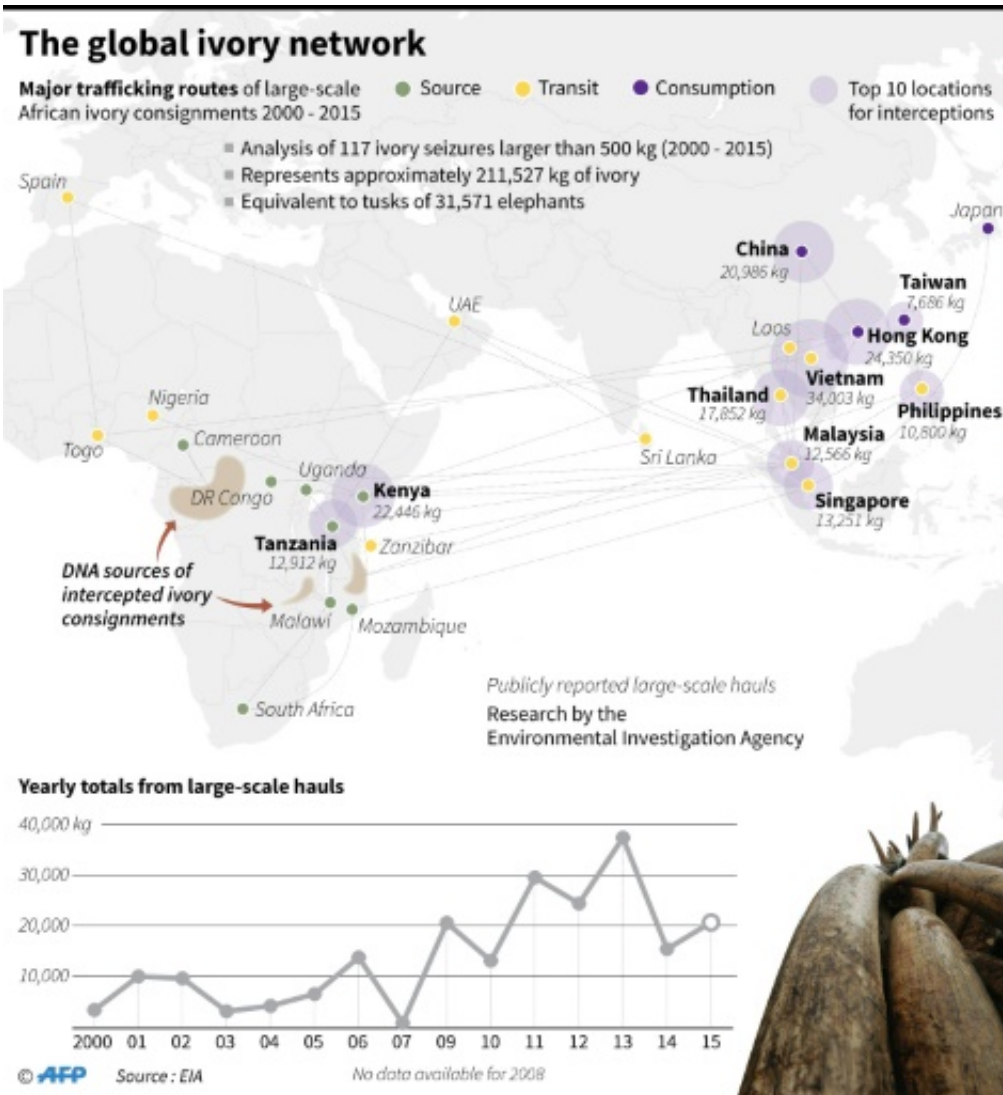 The global ivory network
Major trafficking routes of large-scale
African ivory consignments 2000 - 2015
Source
Transit
Consumption
Top 10 locations
for interceptions
Analysis of 117 ivory seizures larger than 500 kg (2000 - 2015)
Represents approximately 211,527 kg of ivory
Equivalent to tusks of 31,571 elephants
Spain
Japan
China
20,986 kg
Taiwan
7,686 kg
UAE
Laos
Hong Kong
24,350 kg
Vietnam
34,003 kg
Thailand
17,852 kg
Philippines
10,800 kg
Nigeria
Togo
Cameroon
Sri Lanka
Malaysia
12,566 kg
Uganda
DR Congo
Kenya
22,446 kg
Singapore
13,251 kg
Tanzania
12,912 kg
Zanzibar
DNA sources of
intercepted ivory
consignments
Malawi
Mozambique
South Africa
Publicly reported large-scale hauls
Research by the
Environmental Investigation Agency
Yearly totals from large-scale hauls
40,000 kg
30,000
20,000
10,000
2000 01 02 03 04 05 06 07 09 10 11 12 13 14 15
© AFP Source : EIA
No data available for 2008